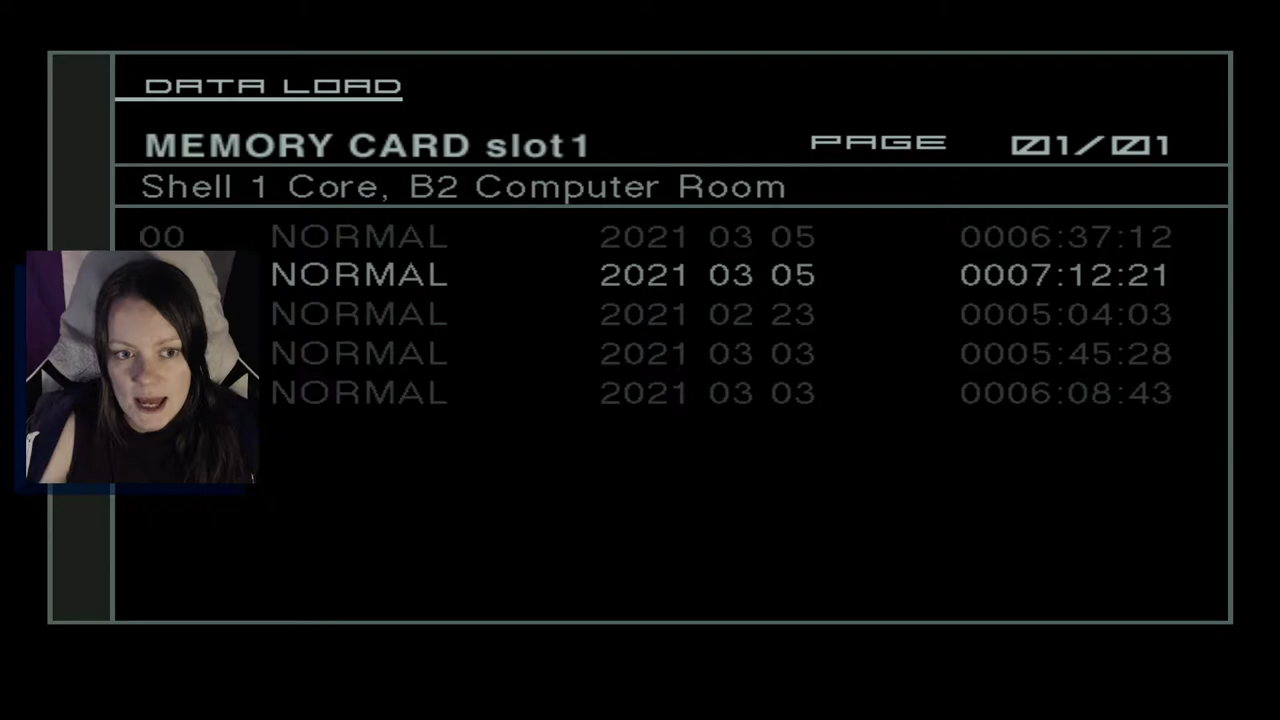 DATA LOAD
MEMORY CARD slot1 PAGE 01/01
Shell 1 Core, B2 Computer Room
00 NORMAL 2021 03 05 0006:37:12
NORMAL 2021 03 05 0007:12:21
NORMAL 2021 02 23 0005:04:03
NORMAL 2021 03 03 0005:45:28
NORMAL 2021 03 03 0006:08:43